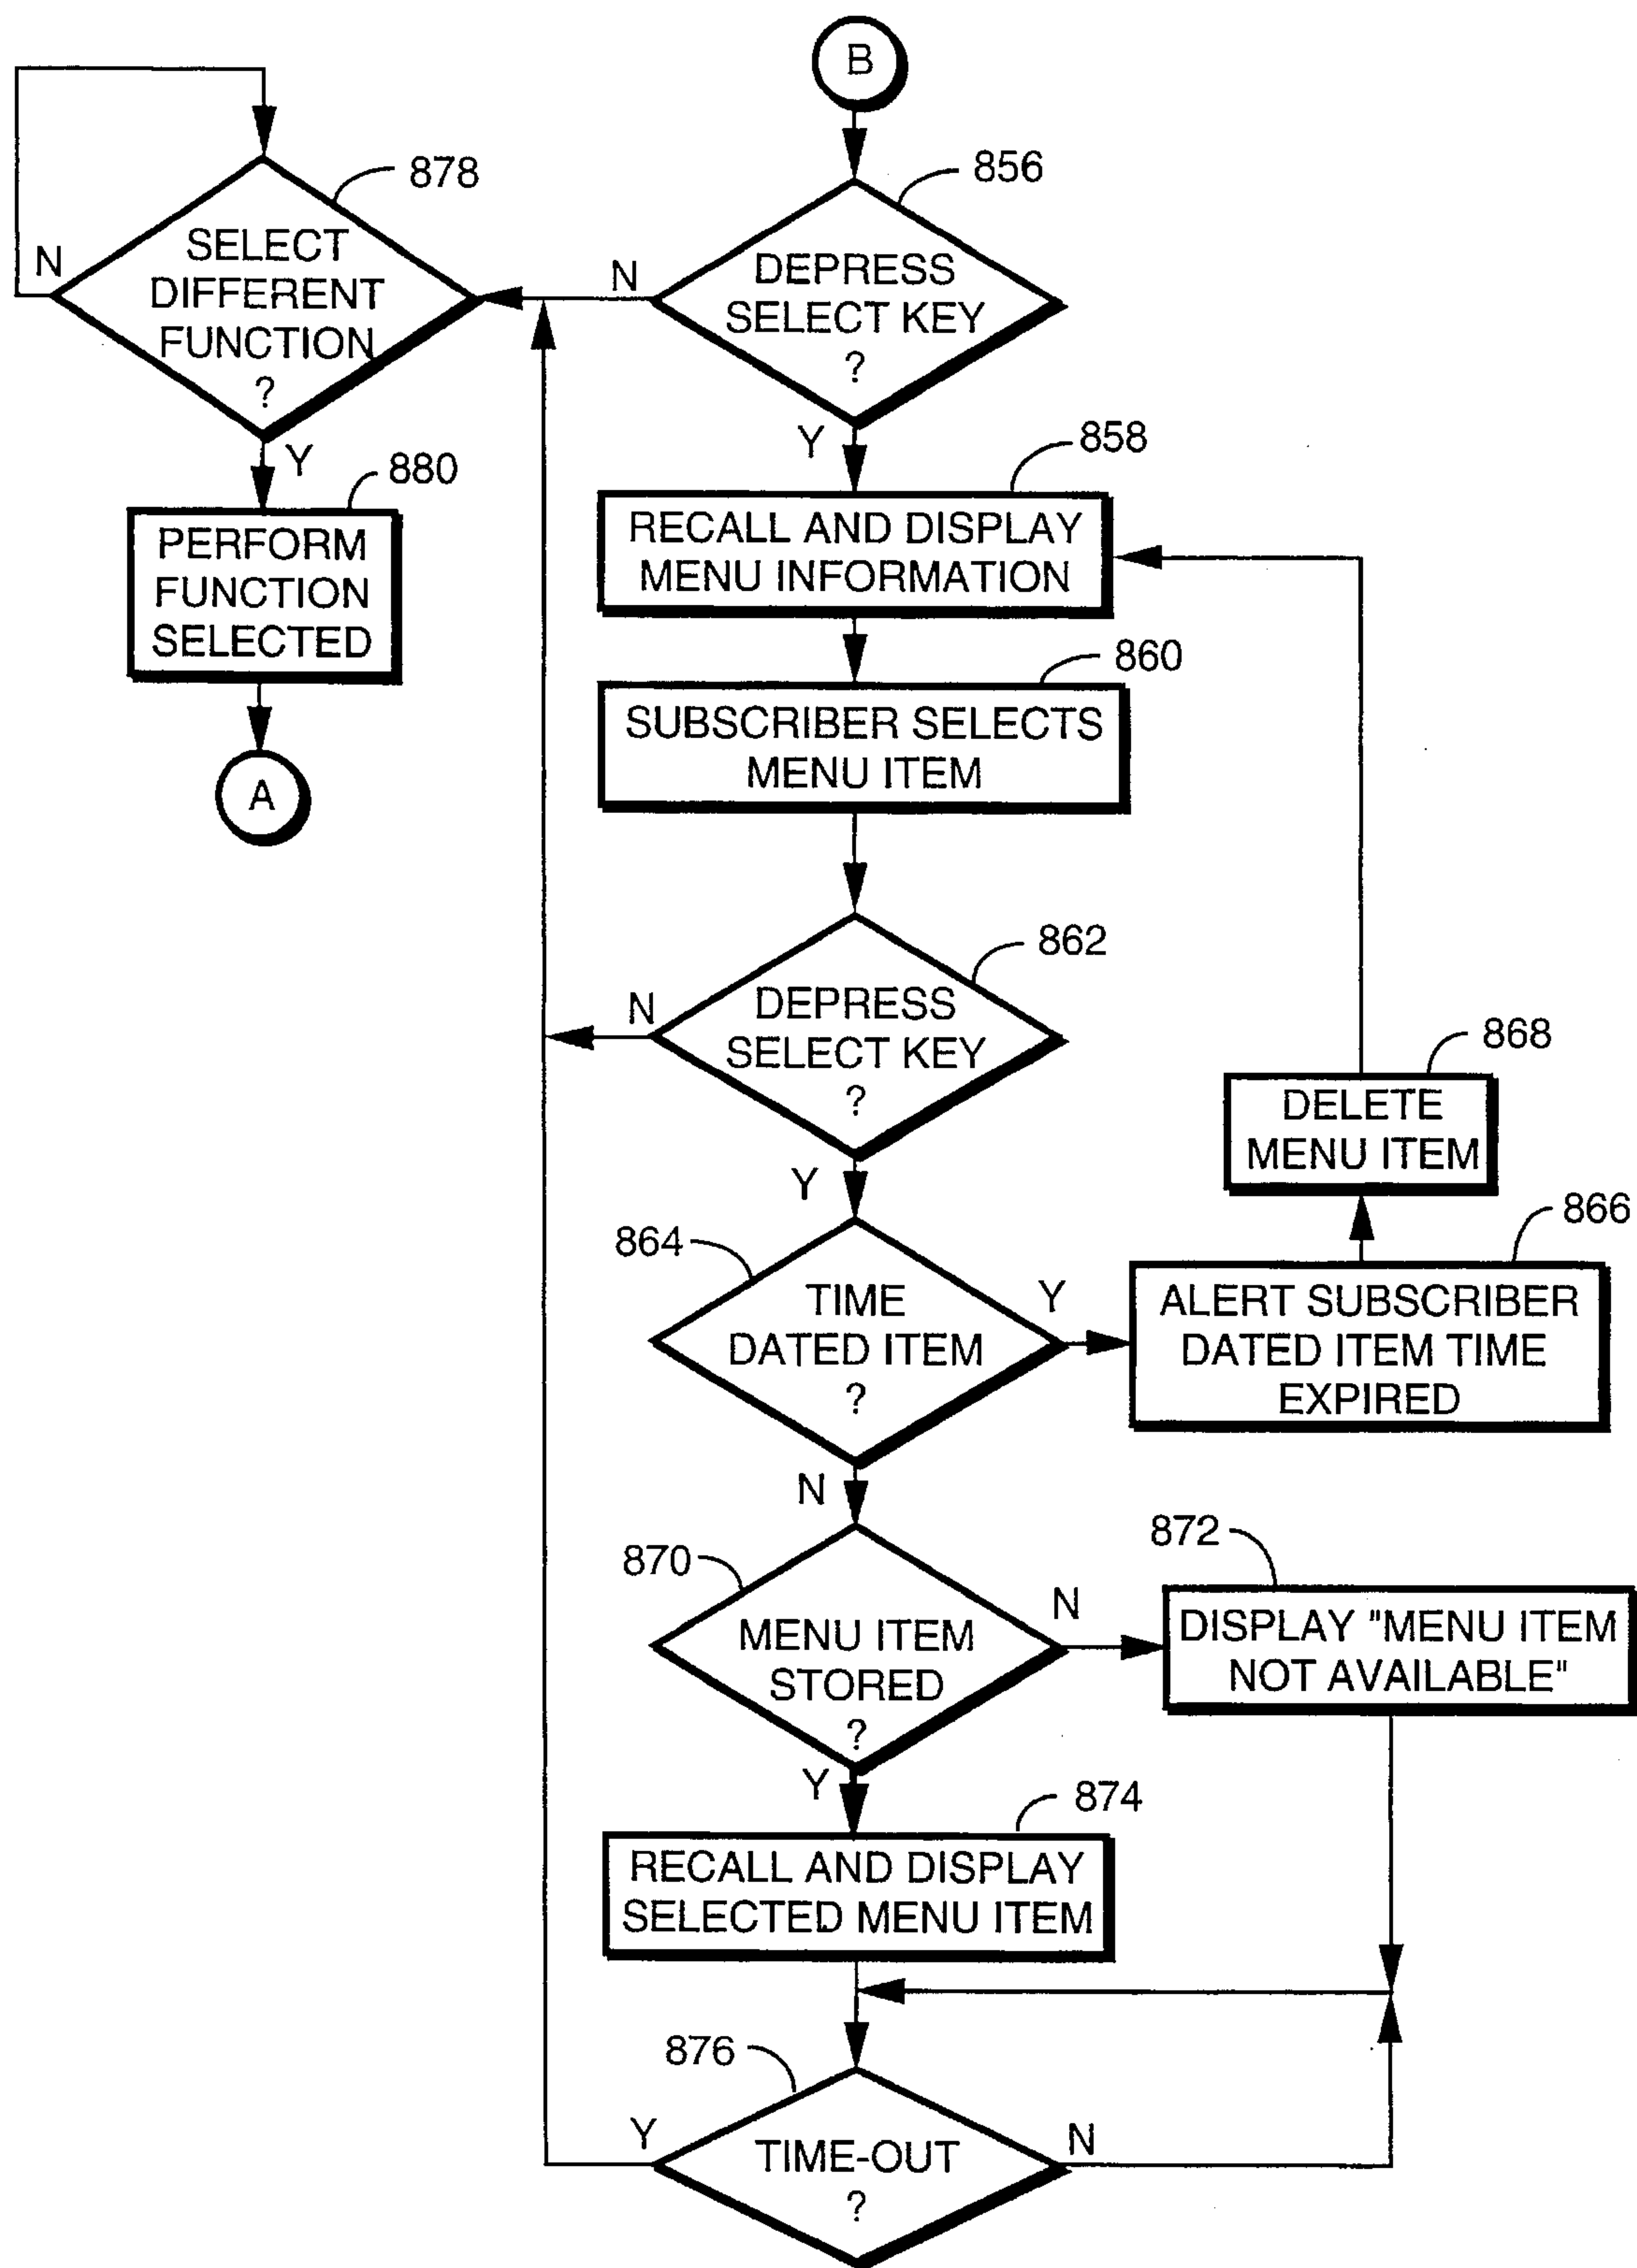 B
856
DEPRESS
SELECT KEY
?
N
Y
878
SELECT
DIFFERENT
FUNCTION
?
N
Y
880
PERFORM
FUNCTION
SELECTED
A
858
RECALL AND DISPLAY
MENU INFORMATION
860
SUBSCRIBER SELECTS
MENU ITEM
862
DEPRESS
SELECT KEY
?
N
Y
868
DELETE
MENU ITEM
864
TIME
DATED ITEM
?
Y
N
866
ALERT SUBSCRIBER
DATED ITEM TIME
EXPIRED
870
MENU ITEM
STORED
?
N
Y
872
DISPLAY "MENU ITEM
NOT AVAILABLE"
874
RECALL AND DISPLAY
SELECTED MENU ITEM
876
TIME-OUT
?
Y
N